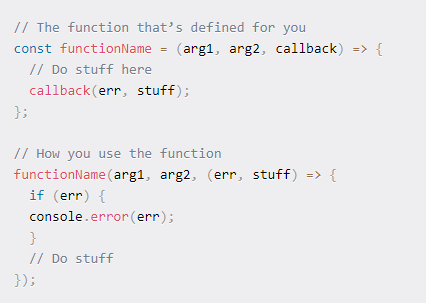 // The function that’s defined for you
const functionName = (arg1, arg2, callback) => {
  // Do stuff here
  callback(err, stuff);
};

// How you use the function
functionName(arg1, arg2, (err, stuff) => {
  if (err) {
  console.error(err);
  }
  // Do stuff
});